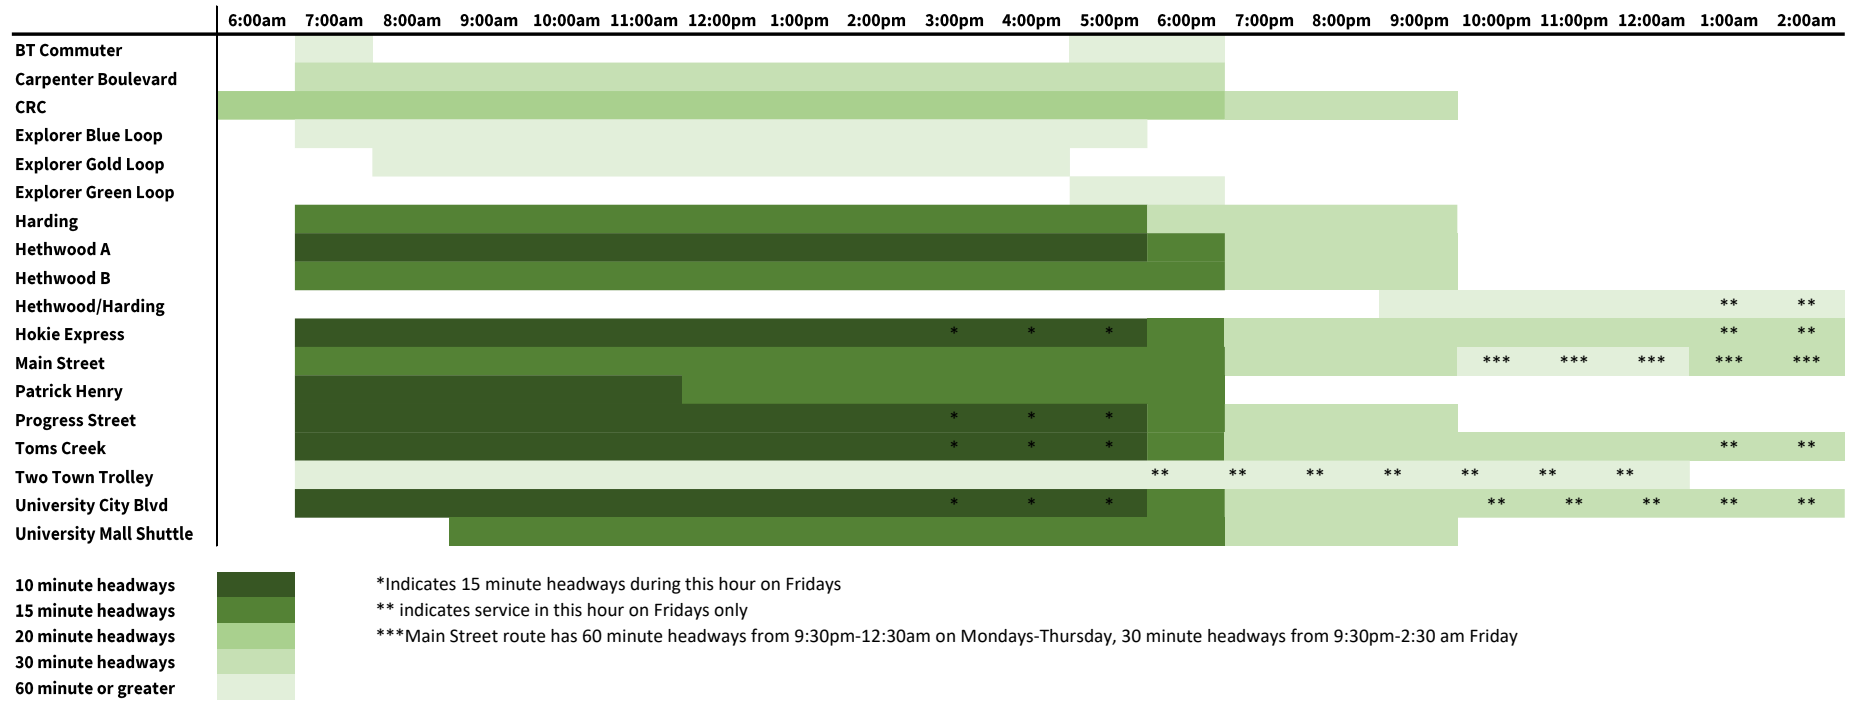 6:00am 7:00am 8:00am 9:00am 10:00am 11:00am 12:00pm 1:00pm 2:00pm 3:00pm 4:00pm 5:00pm 6:00pm 7:00pm 8:00pm 9:00pm 10:00pm 11:00pm 12:00am 1:00am 2:00am
BT Commuter
Carpenter Boulevard
CRC
Explorer Blue Loop
Explorer Gold Loop
Explorer Green Loop
Harding
Hethwood A
Hethwood B
Hethwood/Harding ** **
Hokie Express * * * ** **
Main Street *** *** *** *** ***
Patrick Henry
Progress Street * * *
Toms Creek * * * ** **
Two Town Trolley ** ** ** ** ** ** **
University City Blvd * * * ** ** ** ** **
University Mall Shuttle
10 minute headways *Indicates 15 minute headways during this hour on Fridays
15 minute headways ** indicates service in this hour on Fridays only
20 minute headways ***Main Street route has 60 minute headways from 9:30pm-12:30am on Mondays-Thursday, 30 minute headways from 9:30pm-2:30 am Friday
30 minute headways
60 minute or greater